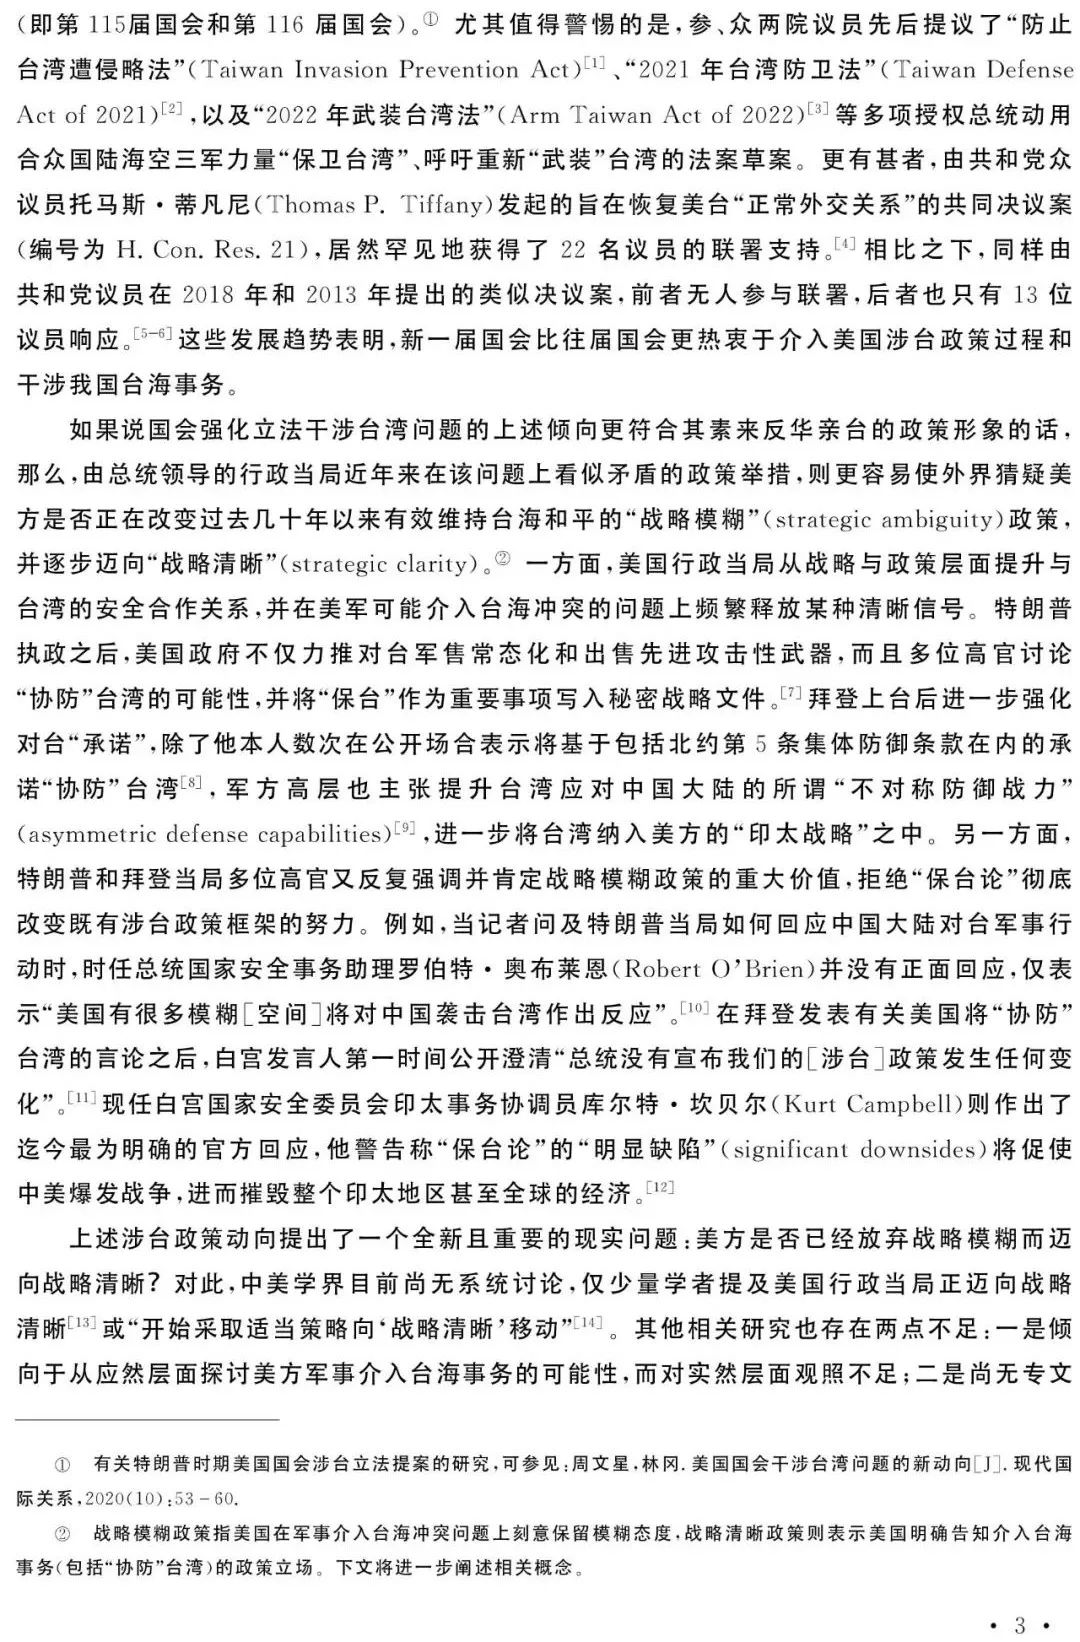 (即第115届国会和第 116 届国会)。① 尤其值得警惕的是,参、众两院议员先后提议了“防止
台湾遭侵略法”(Taiwan Invasion Prevention Act)[1]、“2021 年台湾防卫法”(Taiwan Defense
Act of 2021)[2],以及“2022 年武装台湾法”(Arm Taiwan Act of 2022)[3]等多项授权总统动用
合众国陆海空三军力量“保卫台湾”、呼吁重新“武装”台湾的法案草案。更有甚者,由共和党众
议员托马斯·蒂凡尼(Thomas P. Tiffany)发起的旨在恢复美台“正常外交关系”的共同决议案
(编号为 H. Con. Res. 21),居然罕见地获得了 22 名议员的联署支持。[4]相比之下,同样由
共和党议员在 2018 年和 2013 年提出的类似决议案,前者无人参与联署,后者也只有 13 位
议员响应。[5-6]这些发展趋势表明,新一届国会比往届国会更热衷于介入美国涉台政策过程和
干涉我国台海事务。
如果说国会强化立法干涉台湾问题的上述倾向更符合其素来反华亲台的政策形象的话,
那么,由总统领导的行政当局近年来在该问题上看似矛盾的政策举措,则更容易使外界猜疑美
方是否正在改变过去几十年以来有效维持台海和平的“战略模糊”(strategic ambiguity)政策,
并逐步迈向“战略清晰”(strategic clarity)。② 一方面,美国行政当局从战略与政策层面提升与
台湾的安全合作关系,并在美军可能介入台海冲突的问题上频繁释放某种清晰信号。特朗普
执政之后,美国政府不仅力推对台军售常态化和出售先进攻击性武器,而且多位高官讨论
“协防”台湾的可能性,并将“保台”作为重要事项写入秘密战略文件。[7]拜登上台后进一步强化
对台“承诺”,除了他本人数次在公开场合表示将基于包括北约第 5 条集体防御条款在内的承
诺“协防”台湾[8],军方高层也主张提升台湾应对中国大陆的所谓“不对称防御战力”
(asymmetric defense capabilities)[9],进一步将台湾纳入美方的“印太战略”之中。另一方面,
特朗普和拜登当局多位高官又反复强调并肯定战略模糊政策的重大价值,拒绝“保台论”彻底
改变既有涉台政策框架的努力。例如,当记者问及特朗普当局如何回应中国大陆对台军事行
动时,时任总统国家安全事务助理罗伯特·奥布莱恩(Robert O’Brien)并没有正面回应,仅表
示“美国有很多模糊[空间]将对中国袭击台湾作出反应”。[10]在拜登发表有关美国将“协防”
台湾的言论之后,白宫发言人第一时间公开澄清“总统没有宣布我们的[涉台]政策发生任何变
化”。[11]现任白宫国家安全委员会印太事务协调员库尔特·坎贝尔(Kurt Campbell)则作出了
迄今最为明确的官方回应,他警告称“保台论”的“明显缺陷”(significant downsides)将促使
中美爆发战争,进而摧毁整个印太地区甚至全球的经济。[12]
上述涉台政策动向提出了一个全新且重要的现实问题:美方是否已经放弃战略模糊而迈
向战略清晰?对此,中美学界目前尚无系统讨论,仅少量学者提及美国行政当局正迈向战略
清晰[13]或“开始采取适当策略向‘战略清晰’移动”[14]。其他相关研究也存在两点不足:一是倾
向于从应然层面探讨美方军事介入台海事务的可能性,而对实然层面观照不足;二是尚无专文
① 有关特朗普时期美国国会涉台立法提案的研究,可参见:周文星,林冈. 美国国会干涉台湾问题的新动向[J]. 现代国
际关系,2020(10):53-60.
② 战略模糊政策指美国在军事介入台海冲突问题上刻意保留模糊态度,战略清晰政策则表示美国明确告知介入台海
事务(包括“协防”台湾)的政策立场。下文将进一步阐述相关概念。
· 3 ·